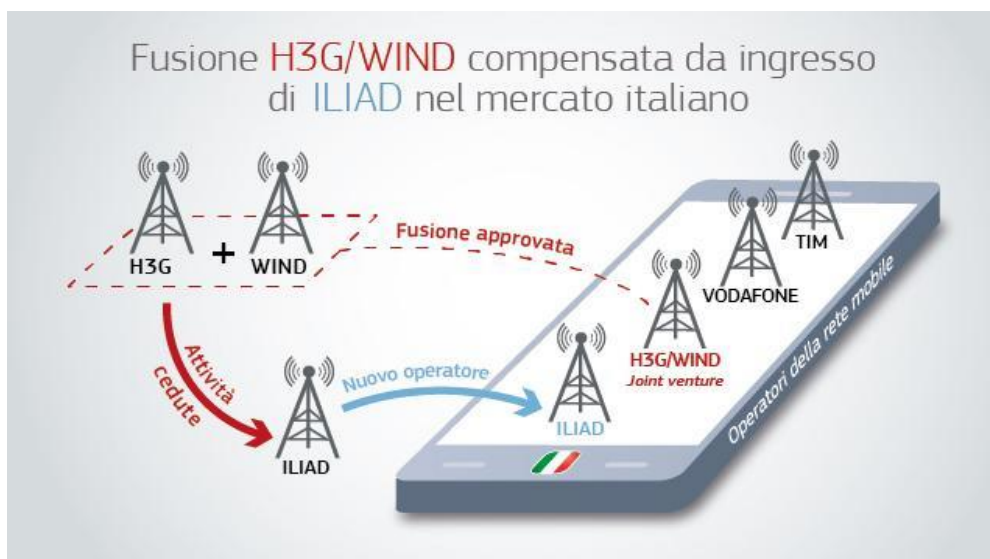 Fusione H3G/WIND compensata da ingresso
di ILIAD nel mercato italiano
H3G
+
WIND
Fusione approvata
TIM
VODAFONE
H3G/WIND
Joint venture
Attività
cedute
ILIAD
Nuovo operatore
ILIAD
Operatori della rete mobile